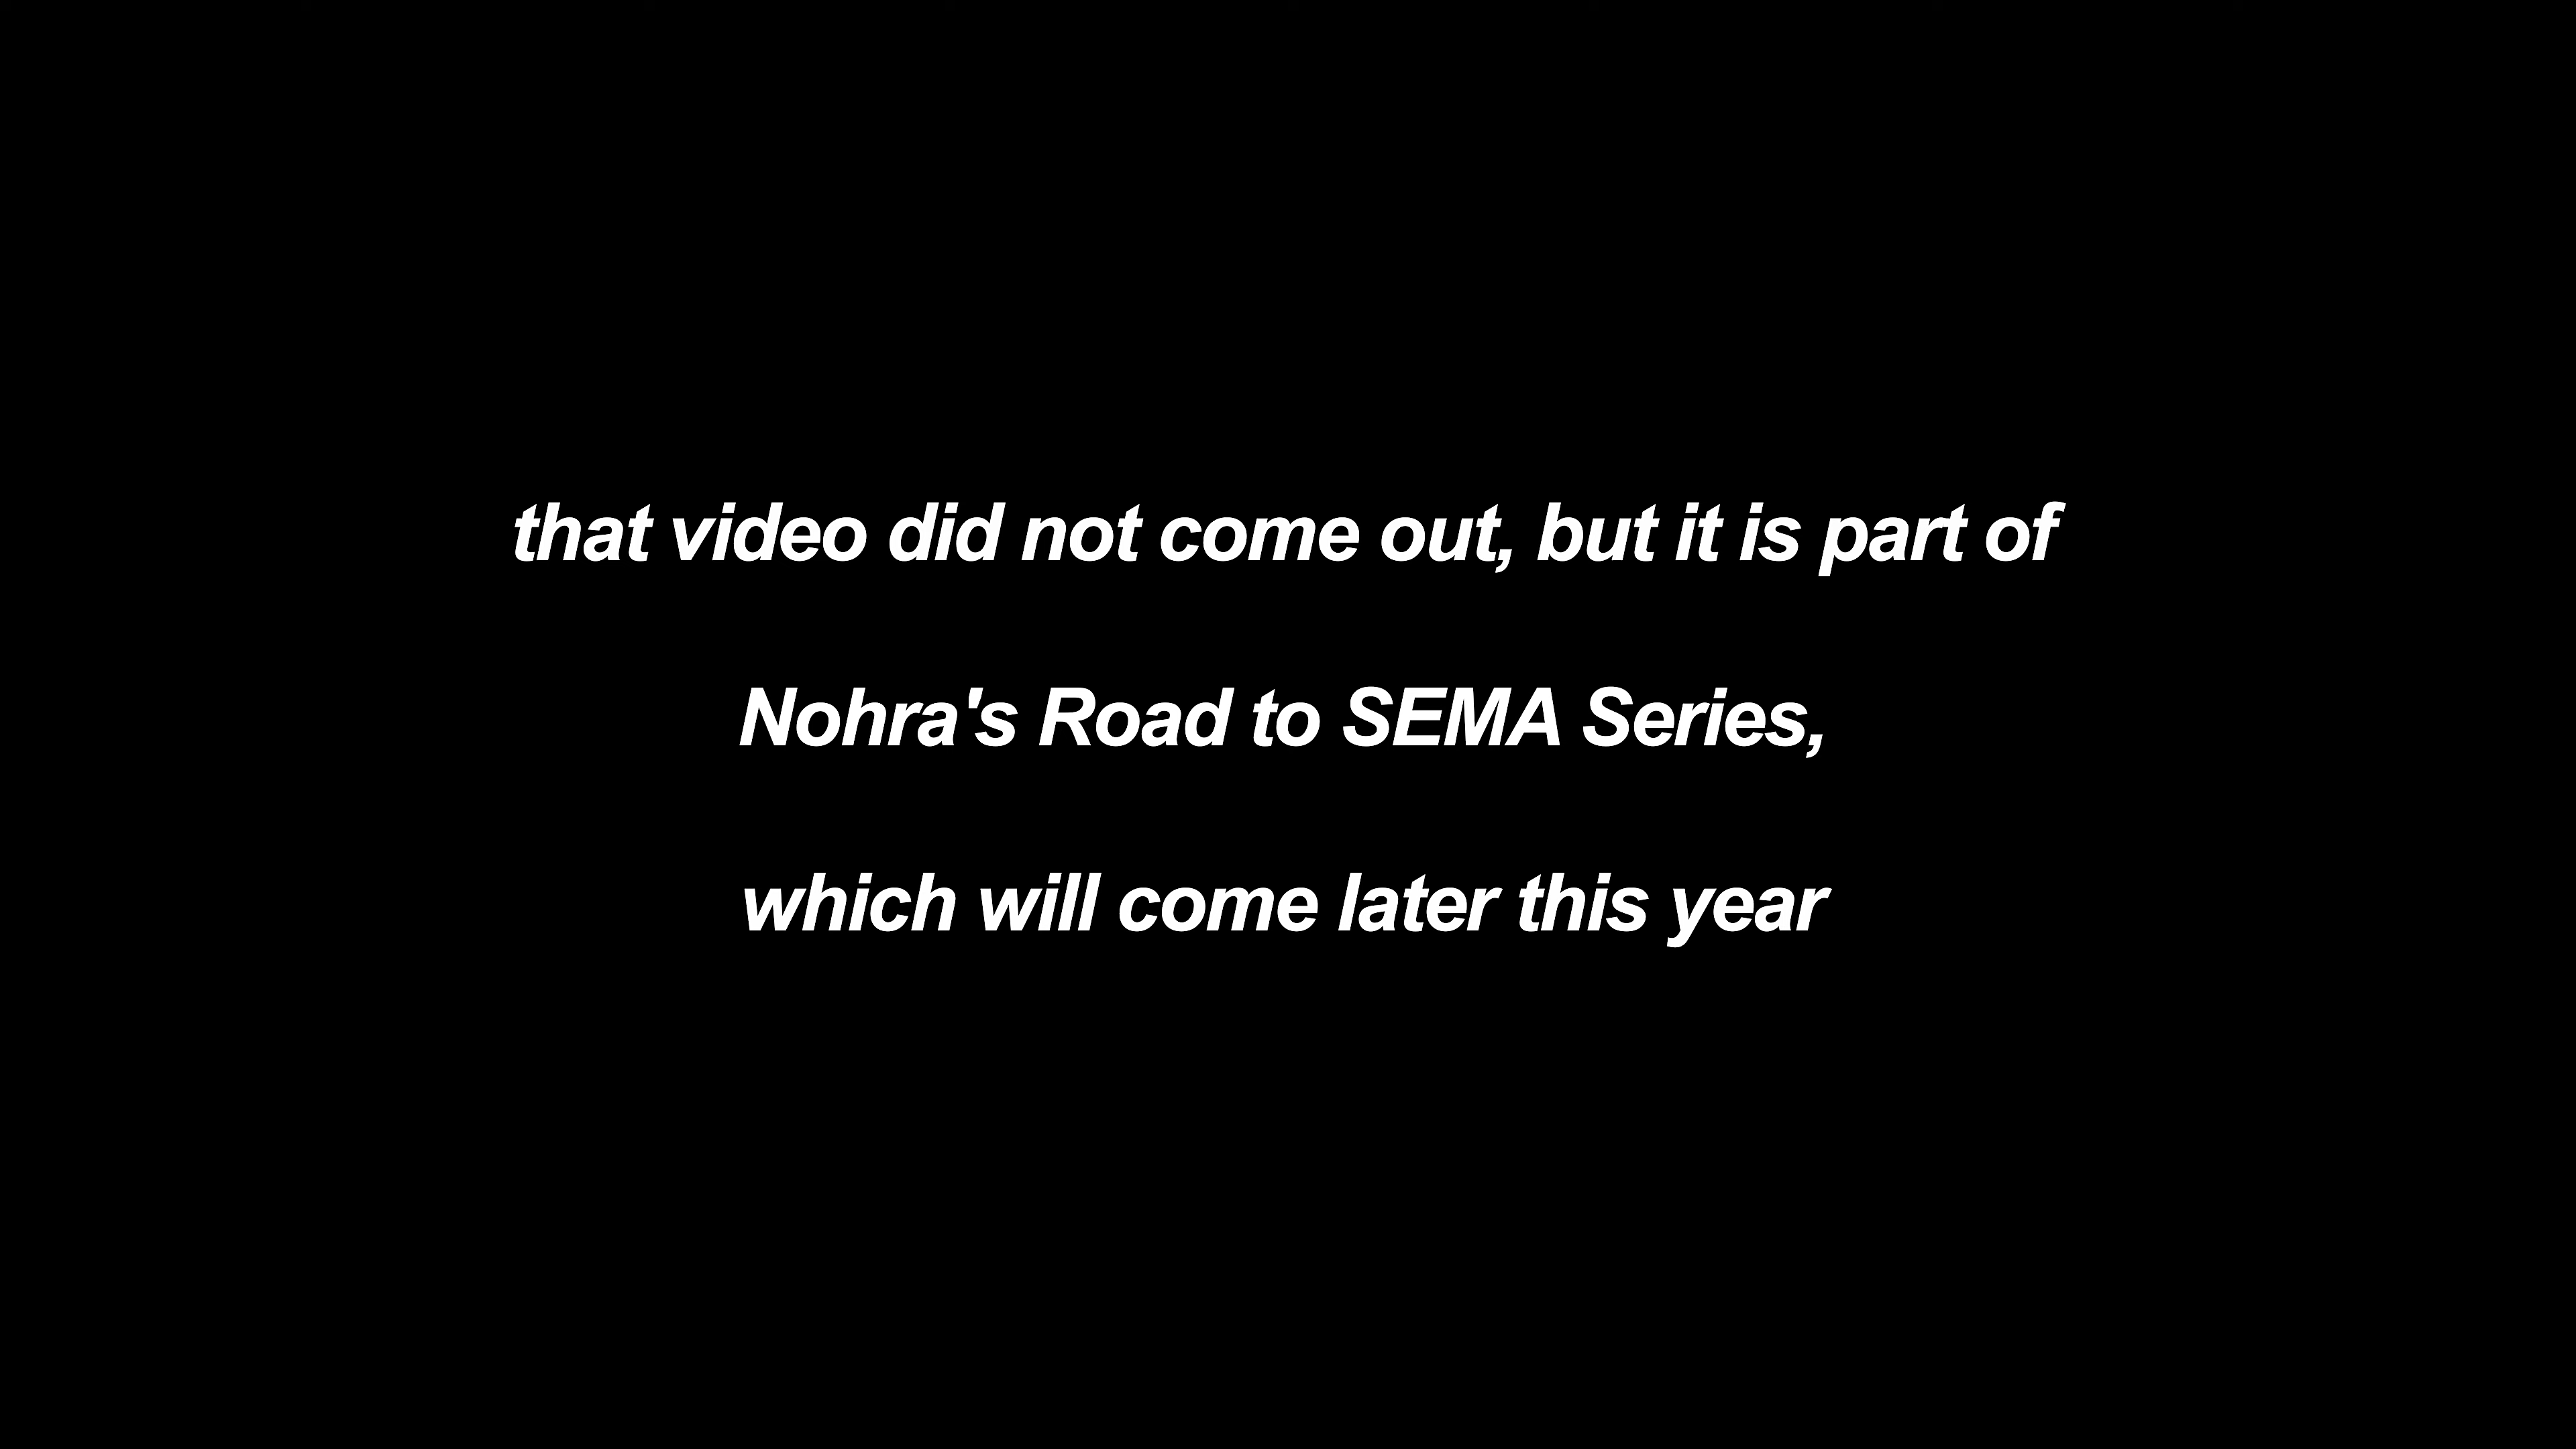 that video did not come out, but it is part of
Nohra's Road to SEMA Series,
which will come later this year